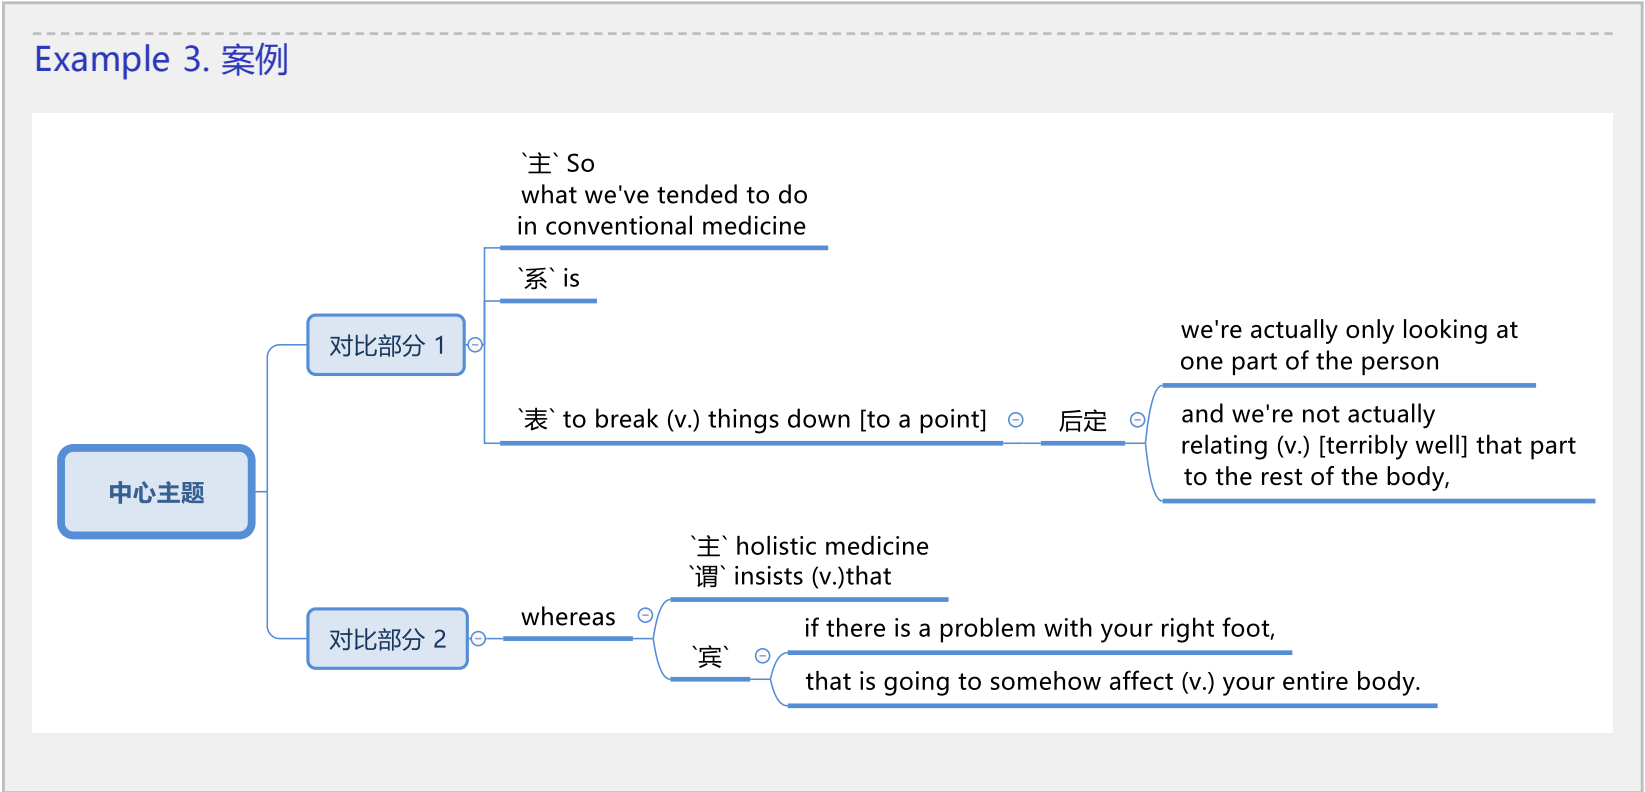 Example 3. 案例
`主` So
what we've tended to do
in conventional medicine
`系` is
对比部分 1
`表` to break (v.) things down [to a point]
后定
we're actually only looking at
one part of the person
and we're not actually
relating (v.) [terribly well] that part
to the rest of the body,
中心主题
对比部分 2
whereas
`主` holistic medicine
`谓` insists (v.)that
`宾`
if there is a problem with your right foot,
that is going to somehow affect (v.) your entire body.